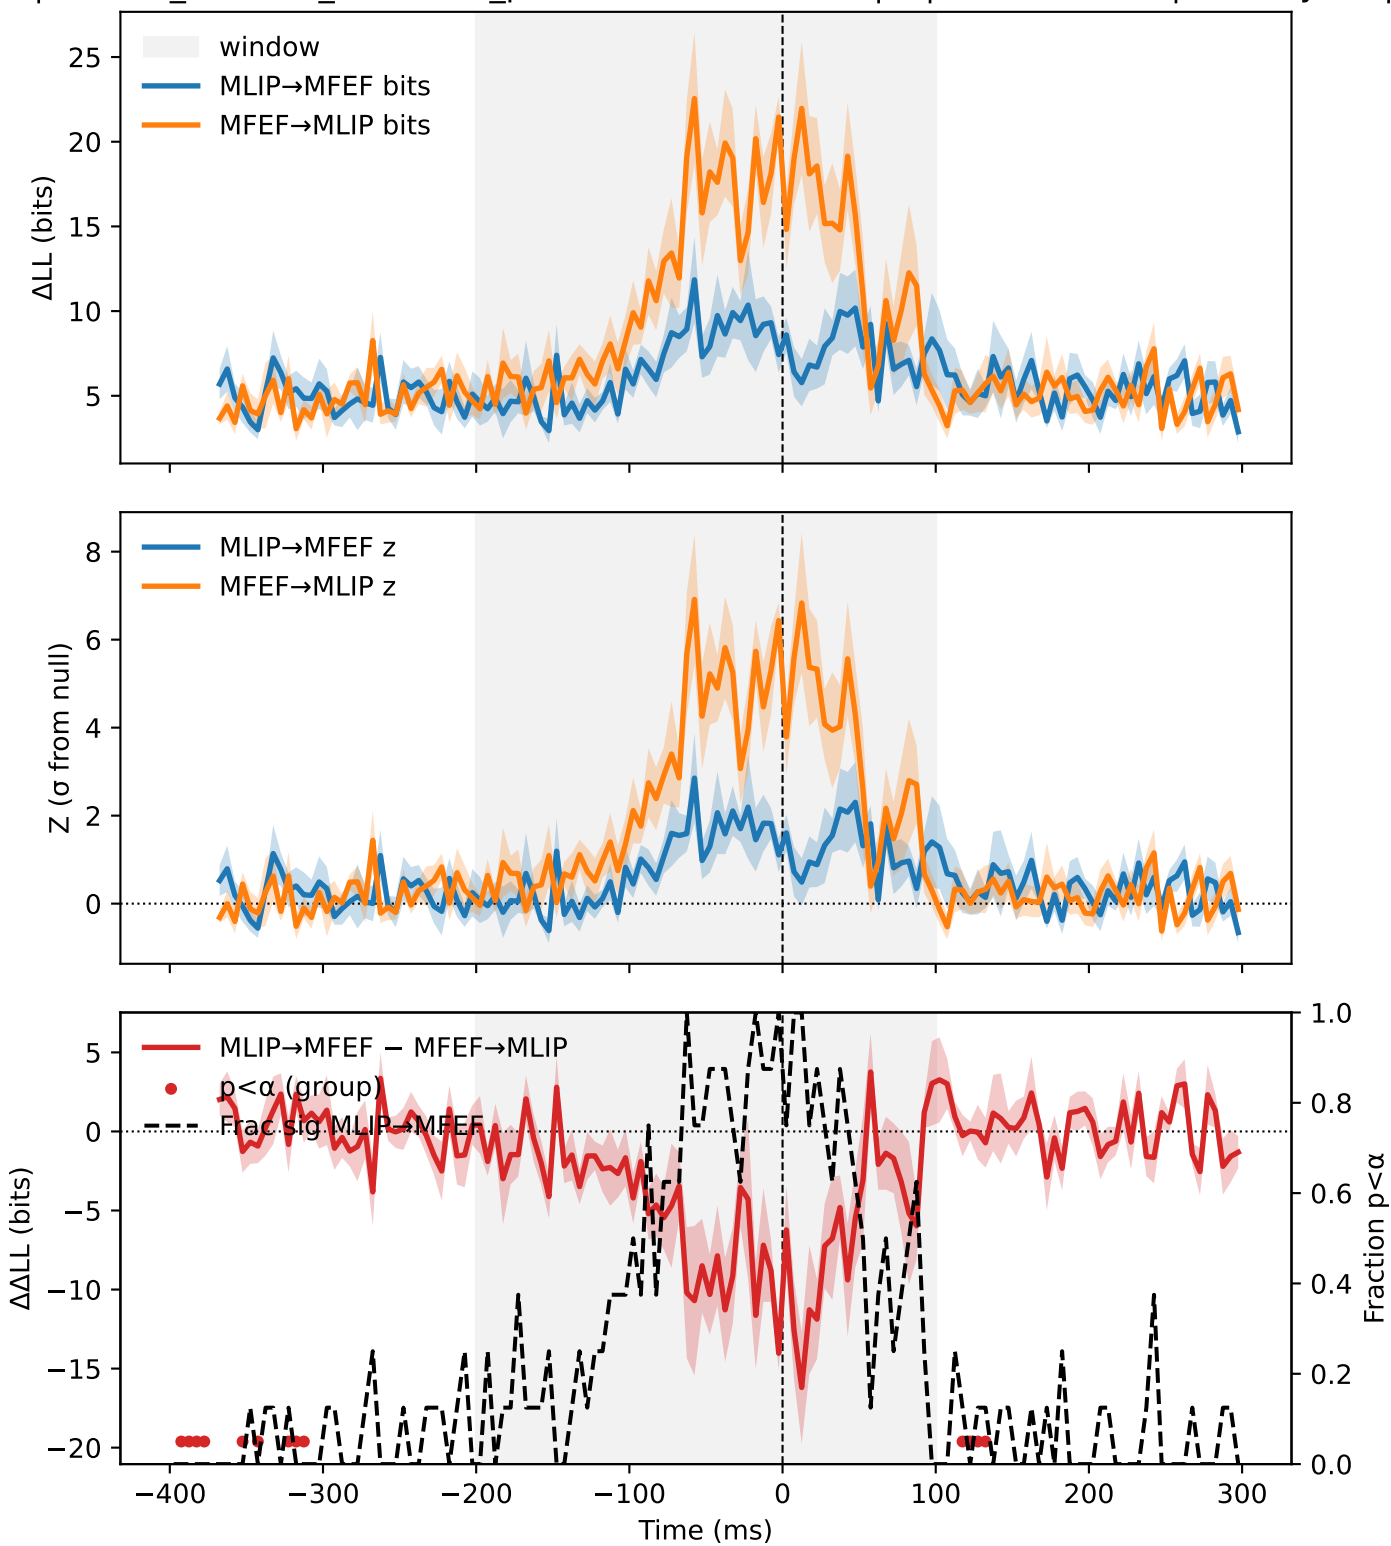 window
MLIP→MFEF bits
MFEF→MLIP bits
25
20
15
10
5
ΔLL (bits)
MLIP→MFEF z
MFEF→MLIP z
8
6
4
2
0
Z (σ from null)
MLIP→MFEF − MFEF→MLIP
p<α (group)
Frac sig MLIP→MFEF
5
0
−5
−10
−15
−20
ΔΔLL (bits)
1.0
0.8
0.6
0.4
0.2
0.0
Fraction p<α
−400 −300 −200 −100 0 100 200 300
Time (ms)